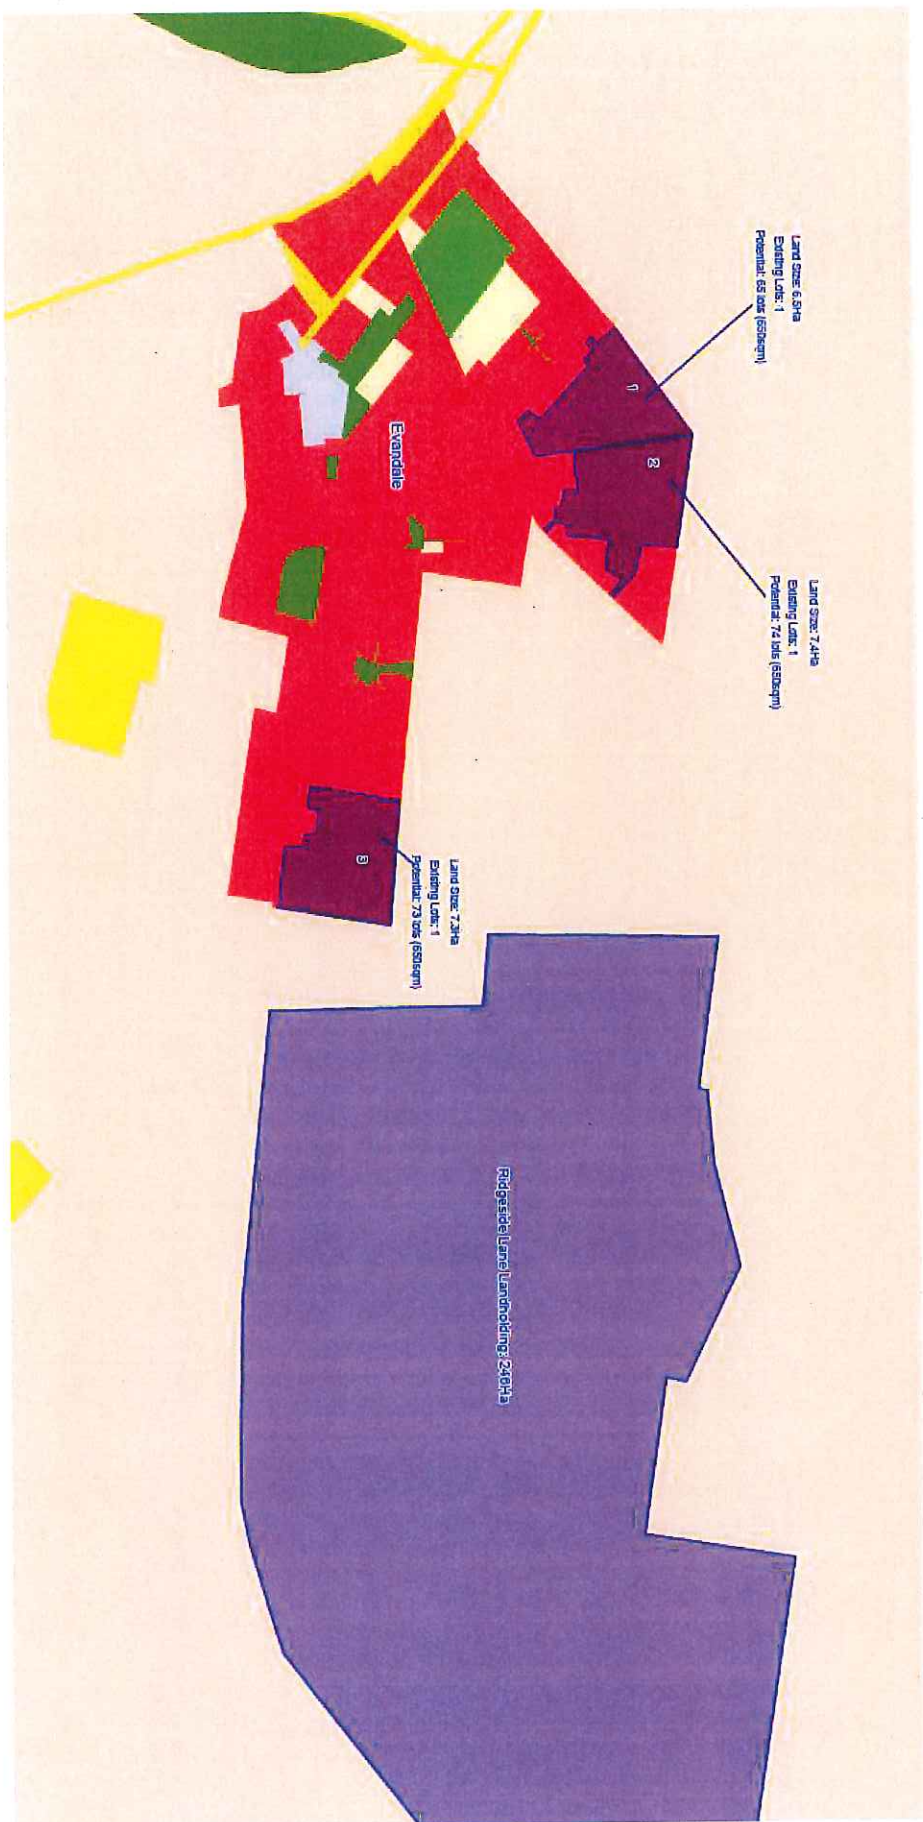 Land Size: 6.5Ha
Existing Lots: 1
Potential: 65 lots (650sqm)
1
2
Land Size: 7.4Ha
Existing Lots: 1
Potential: 74 lots (650sqm)
Evandale
3
Land Size: 7.3Ha
Existing Lots: 1
Potential: 73 lots (650sqm)
Ridgeside Lane Landholding: